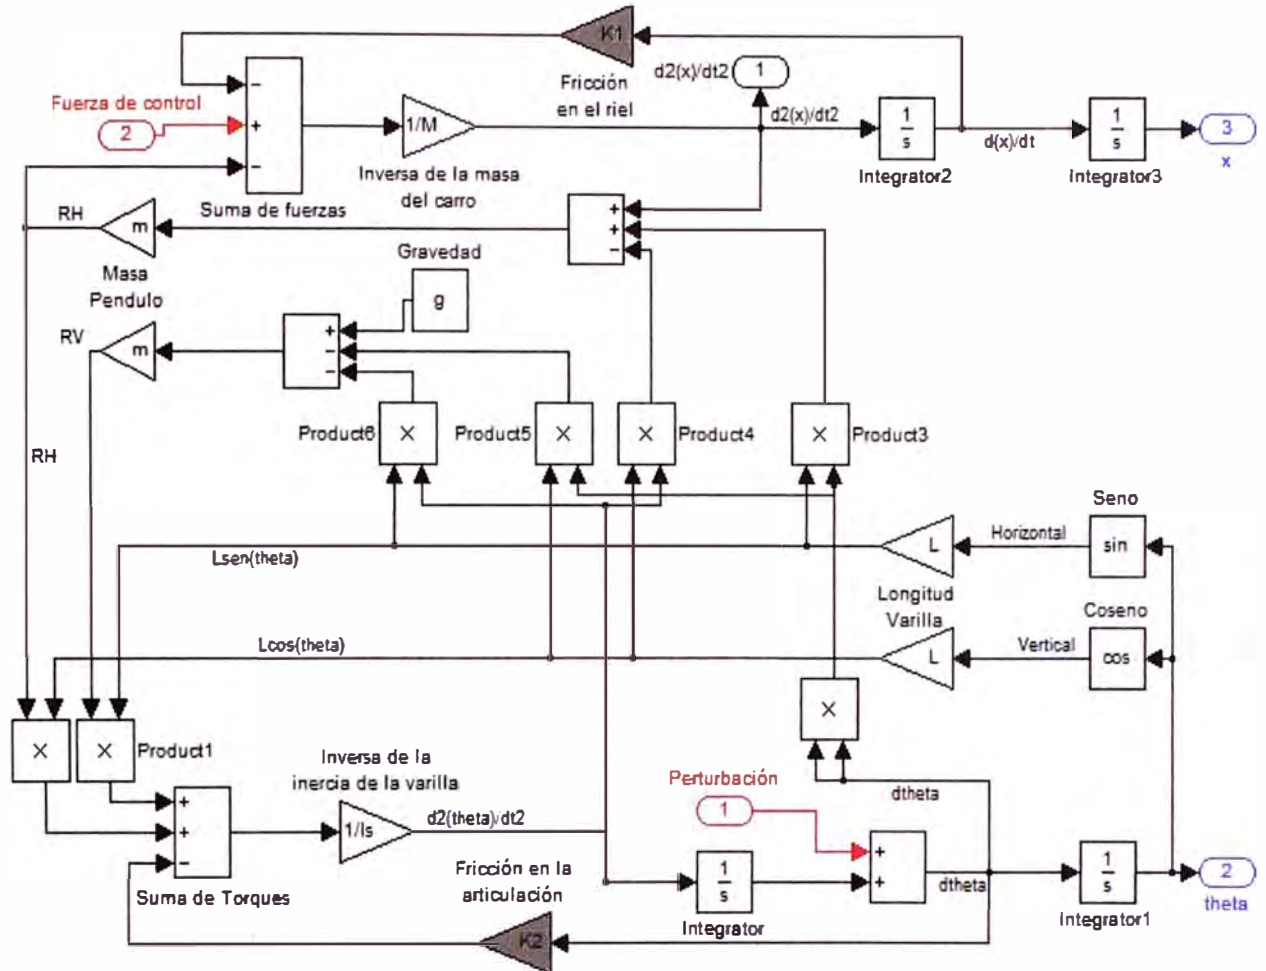 K1
Fricción
en el riel
d2(x)/dt2
1
d2(x)/dt2
Fuerza de control
2
−
+
−
Suma de fuerzas
1/M
Inversa de la masa
del carro
1
s
Integrator2
d(x)/dt
1
s
Integrator3
3
x
RH
m
Masa
Pendulo
+
+
−
Gravedad
g
RV
m
+
−
−
Product6
×
Product5
×
×
Product4
×
Product3
RH
Seno
sin
Horizontal
L
Lsen(theta)
Longitud
Varilla
Coseno
cos
Vertical
L
Lcos(theta)
×
×
×
Product1
Inversa de la
inercia de la varilla
+
+
−
Suma de Torques
1/Is
d2(theta)/dt2
Perturbación
1
dtheta
Fricción en la
articulación
K2
1
s
Integrator
+
+
dtheta
1
s
Integrator1
2
theta